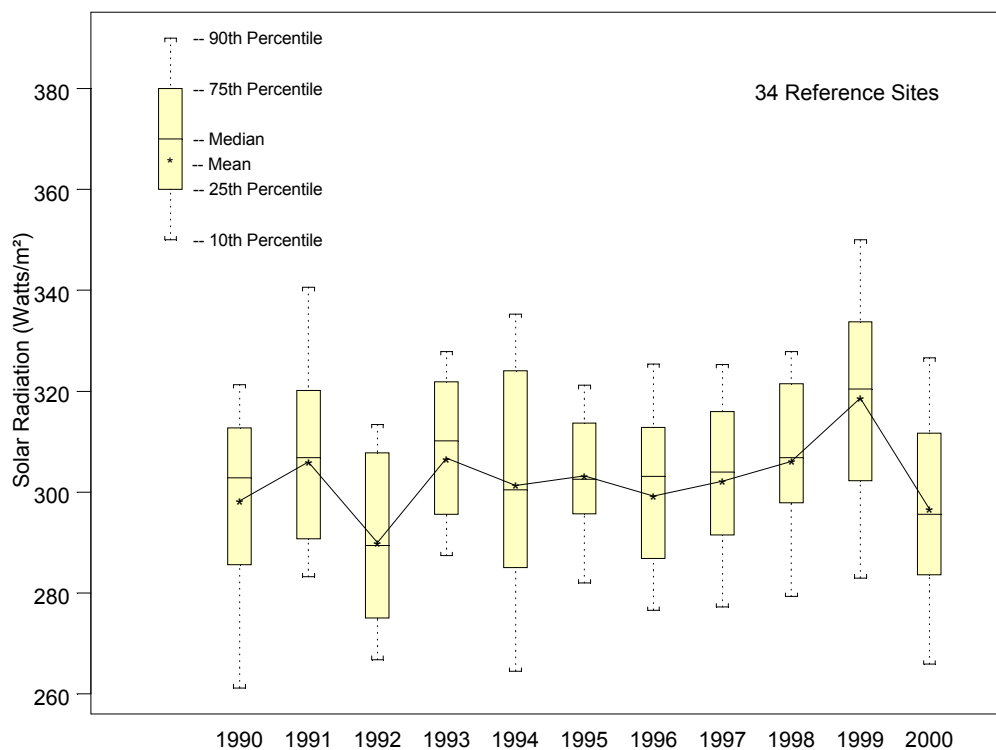 -- 90th Percentile
-- 75th Percentile
-- Median
-- Mean
-- 25th Percentile
-- 10th Percentile
34 Reference Sites
Solar Radiation (Watts/m²)
380
360
340
320
300
280
260
1990 1991 1992 1993 1994 1995 1996 1997 1998 1999 2000